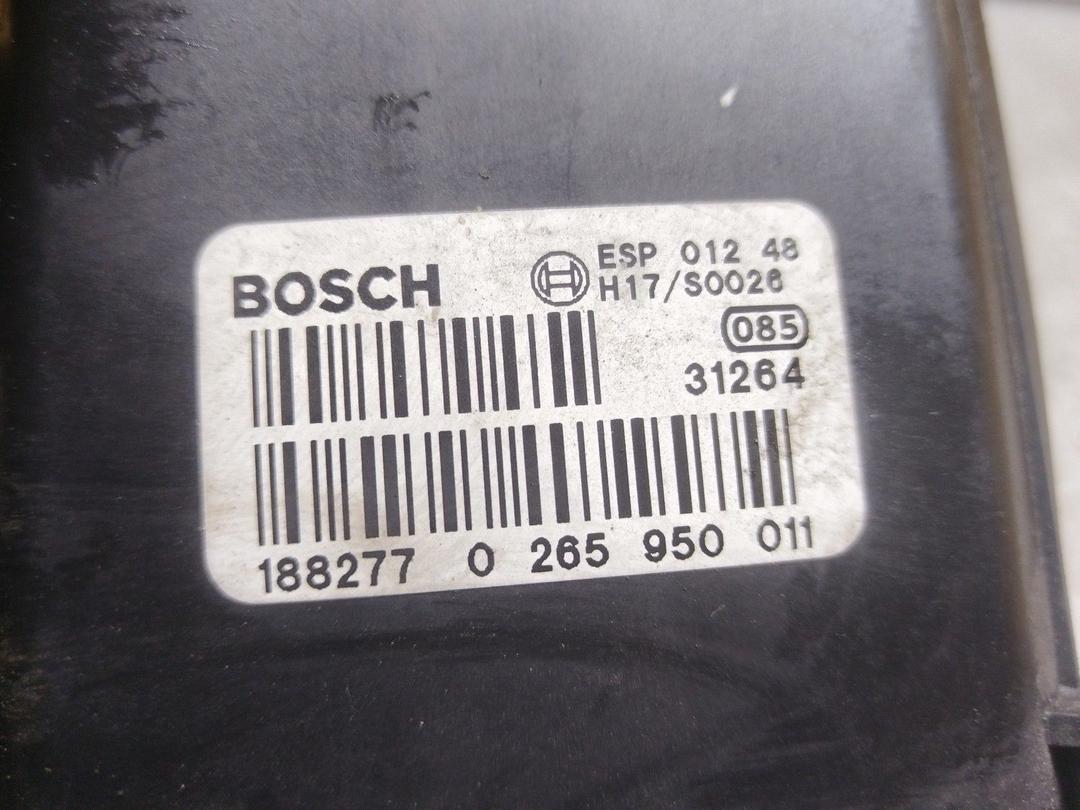 BOSCH
ESP 012 48
H17/S0026
085
31264
188277 0 265 950 011